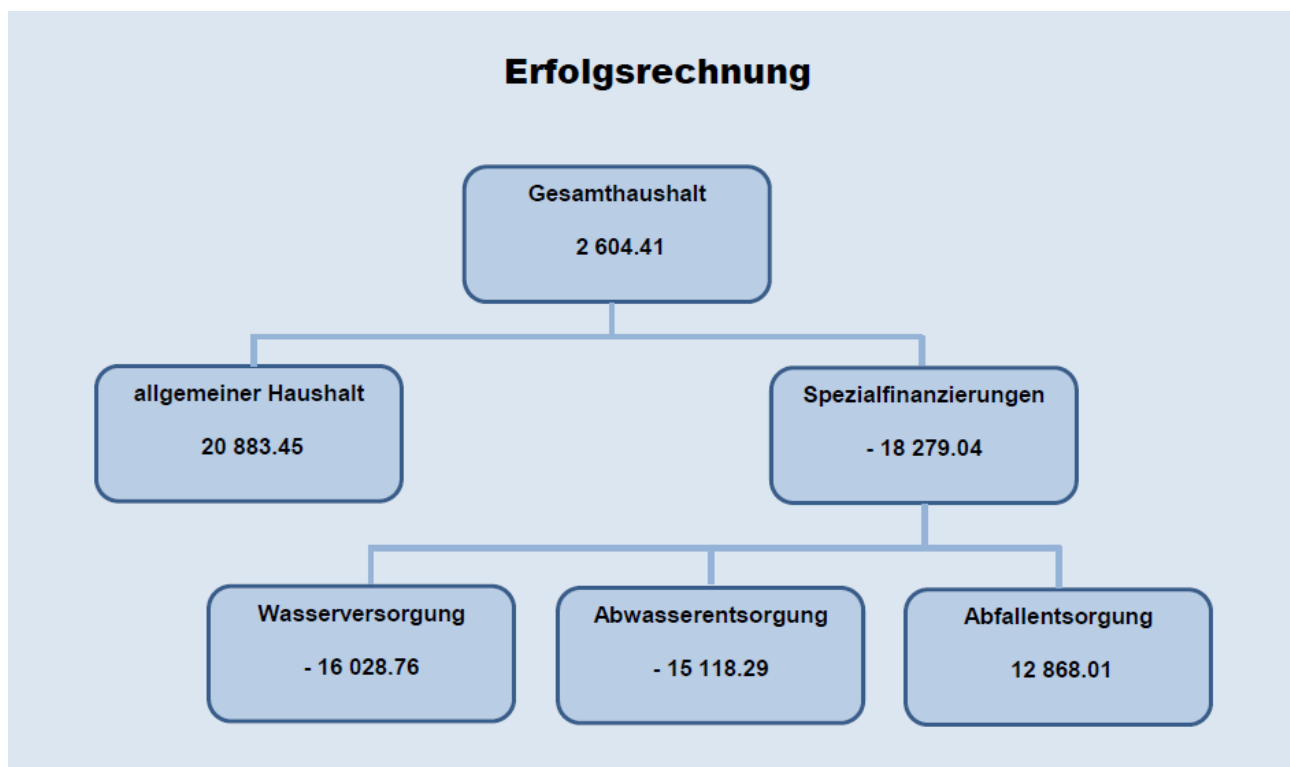 Erfolgsrechnung
Gesamthaushalt
2 604.41
allgemeiner Haushalt
20 883.45
Spezialfinanzierungen
- 18 279.04
Wasserversorgung
- 16 028.76
Abwasserentsorgung
- 15 118.29
Abfallentsorgung
12 868.01